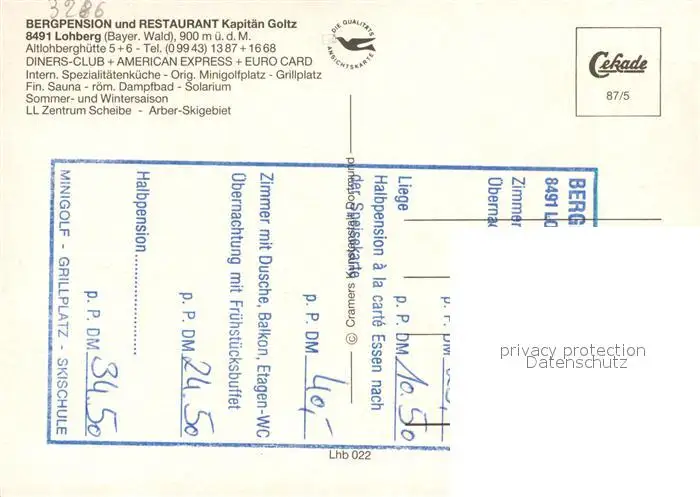 3286
BERGPENSION und RESTAURANT Kapitän Goltz
8491 Lohberg (Bayer. Wald), 900 m ü. d. M.
Altlohberghütte 5+6 - Tel. (0 99 43) 13 87 + 16 68
DINERS-CLUB + AMERICAN EXPRESS + EURO CARD
Intern. Spezialitätenküche - Orig. Minigolfplatz - Grillplatz
Fin. Sauna - röm. Dampfbad - Solarium
Sommer- und Wintersaison
LL Zentrum Scheibe - Arber-Skigebiet
DIE QUALITÄTS
ANSICHTSKARTE
Cekade
87/5
Cramers Kunstanstalt Dortmund
BERG
8491 LO
Zimmer
Übernac
p. P. DM
Liege p. P. DM 10.50
Halbpension à la carté Essen nach
der Speisekarte
p. P. DM 40,-
Zimmer mit Dusche, Balkon, Etagen-WC
Übernachtung mit Frühstücksbuffet
p. P. DM 24.50
Halbpension
p. P. DM 34.50
MINIGOLF - GRILLPLATZ - SKISCHULE
privacy protection
Datenschutz
Lhb 022